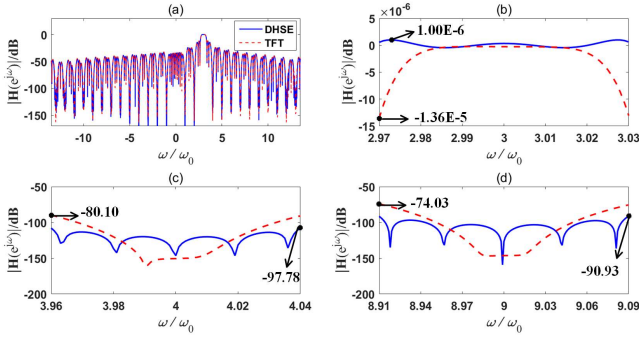 (a)
DHSE
TFT
0
-50
-100
-150
|H(e^{jω})|/dB
-10
-5
0
5
10
ω/ω₀
(b)
×10⁻⁶
5
0
-5
-10
-15
|H(e^{jω})|/dB
1.00E-6
-1.36E-5
2.97
2.98
2.99
3
3.02
3.03
ω/ω₀
(c)
-50
-100
-150
-200
|H(e^{jω})|/dB
-80.10
-97.78
3.96
3.98
4
4.02
4.04
ω/ω₀
(d)
-50
-100
-150
-200
|H(e^{jω})|/dB
-74.03
-90.93
8.91
8.94
8.97
9
9.03
9.06
9.09
ω/ω₀